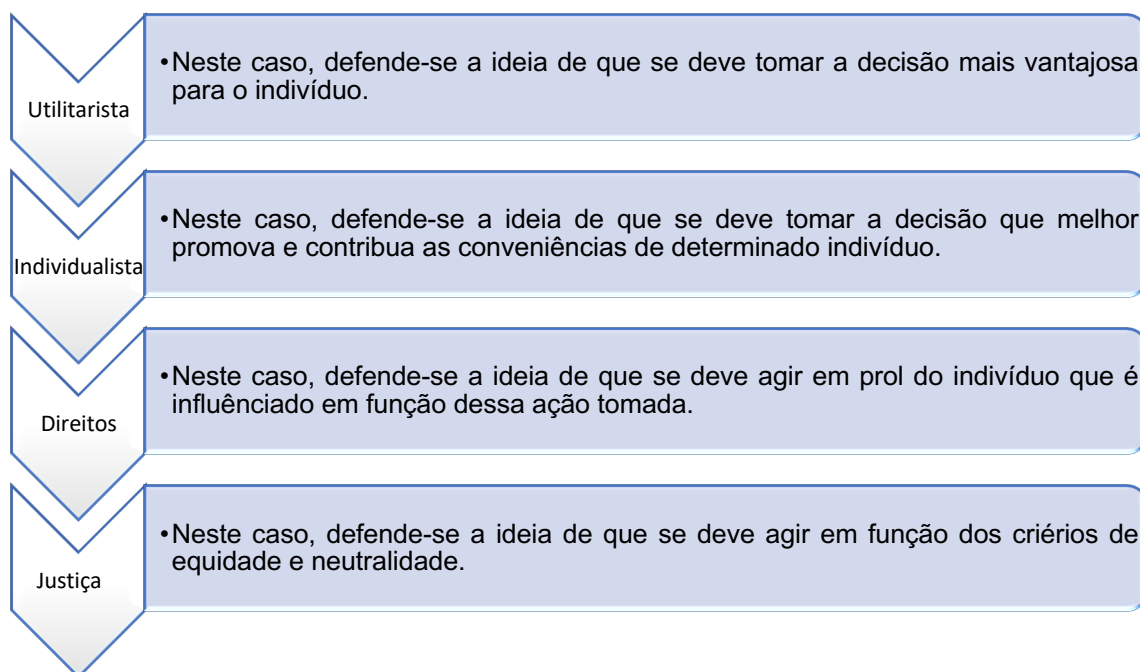 Utilitarista
•Neste caso, defende-se a ideia de que se deve tomar a decisão mais vantajosa
para o indivíduo.
Individualista
•Neste caso, defende-se a ideia de que se deve tomar a decisão que melhor
promova e contribua as conveniências de determinado indivíduo.
Direitos
•Neste caso, defende-se a ideia de que se deve agir em prol do indivíduo que é
influênciado em função dessa ação tomada.
Justiça
•Neste caso, defende-se a ideia de que se deve agir em função dos criérios de
equidade e neutralidade.